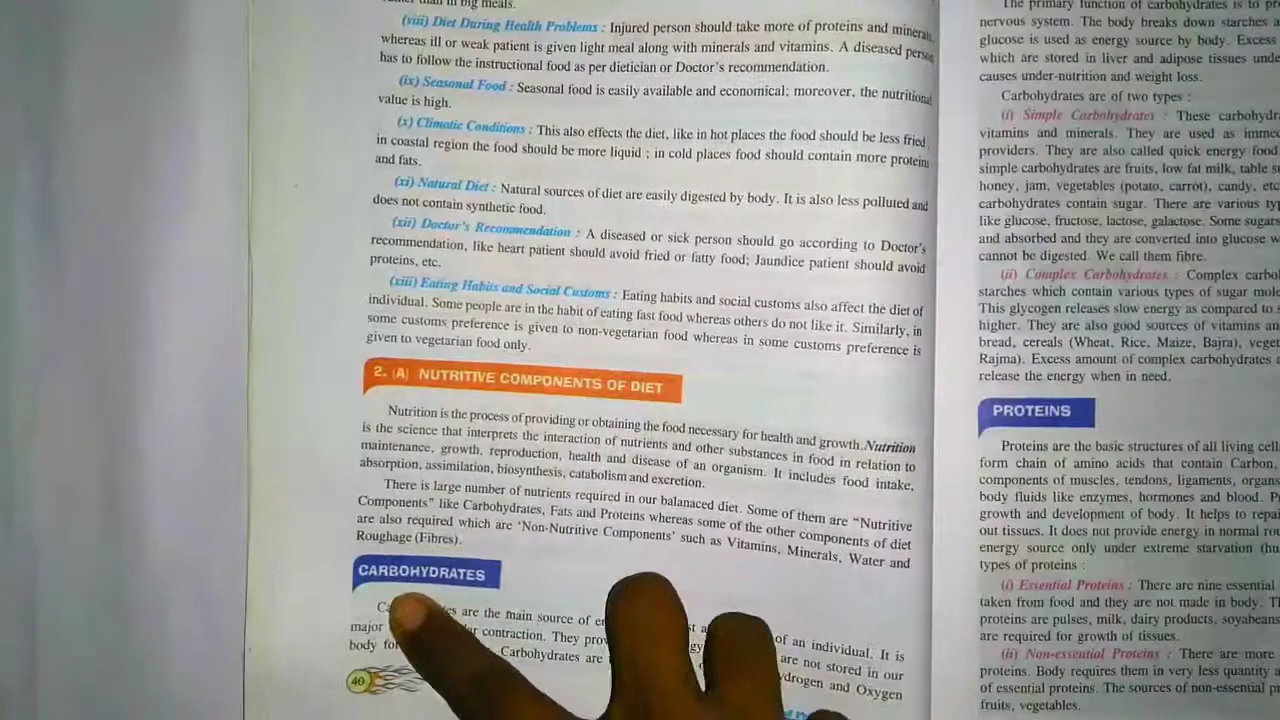 rather than in big meals.
(viii) Diet During Health Problems : Injured person should take more of proteins and minerals,
whereas ill or weak patient is given light meal along with minerals and vitamins. A diseased person
has to follow the instructional food as per dietician or Doctor's recommendation.
(ix) Seasonal Food : Seasonal food is easily available and economical; moreover, the nutritional
value is high.
(x) Climatic Conditions : This also effects the diet, like in hot places the food should be less fried
in coastal region the food should be more liquid ; in cold places food should contain more proteins
and fats.
(xi) Natural Diet : Natural sources of diet are easily digested by body. It is also less polluted and
does not contain synthetic food.
(xii) Doctor's Recommendation : A diseased or sick person should go according to Doctor's
recommendation, like heart patient should avoid fried or fatty food; Jaundice patient should avoid
proteins, etc.
(xiii) Eating Habits and Social Customs : Eating habits and social customs also affect the diet of
individual. Some people are in the habit of eating fast food whereas others do not like it. Similarly, in
some customs preference is given to non-vegetarian food whereas in some customs preference is
given to vegetarian food only.
2. (A) NUTRITIVE COMPONENTS OF DIET
Nutrition is the process of providing or obtaining the food necessary for health and growth. Nutrition
is the science that interprets the interaction of nutrients and other substances in food in relation to
maintenance, growth, reproduction, health and disease of an organism. It includes food intake,
absorption, assimilation, biosynthesis, catabolism and excretion.
There is large number of nutrients required in our balanaced diet. Some of them are "Nutritive
Components" like Carbohydrates, Fats and Proteins whereas some of the other components of diet
are also required which are 'Non-Nutritive Components' such as Vitamins, Minerals, Water and
Roughage (Fibres).
CARBOHYDRATES
are the main source of of an individual. It is
major contraction. They are not stored in our
body Carbohydrates are and Oxygen
40
The primary function of carbohydrates is to
nervous system. The body breaks down starches
glucose is used as energy source by body. Excess
which are stored in liver and adipose tissues
causes under-nutrition and weight loss.
Carbohydrates are of two types :
(i) Simple Carbohydrates : These
vitamins and minerals. They are used as
providers. They are also called quick energy food.
simple carbohydrates are fruits, low fat milk, table
honey, jam, vegetables (potato, carrot), candy, etc
carbohydrates contain sugar. There are various
like glucose, fructose, lactose, galactose. Some sugars
and absorbed and they are converted into glucose
cannot be digested. We call them fibre.
(ii) Complex Carbohydrates : Complex
starches which contain various types of sugar
This glycogen releases slow energy as compared to
higher. They are also good sources of vitamins
bread, cereals (Wheat, Rice, Maize, Bajra),
Rajma). Excess amount of complex carbohydrates
release the energy when in need.
PROTEINS
Proteins are the basic structures of all living
form chain of amino acids that contain Carbon,
components of muscles, tendons, ligaments,
body fluids like enzymes, hormones and blood.
growth and development of body. It helps to
out tissues. It does not provide energy in normal
energy source only under extreme starvation
types of proteins :
(i) Essential Proteins : There are nine essential
taken from food and they are not made in body.
proteins are pulses, milk, dairy products,
are required for growth of tissues.
(ii) Non-essential Proteins : There are more
proteins. Body requires them in very less quantity
of essential proteins. The sources of non-essential
fruits, vegetables.